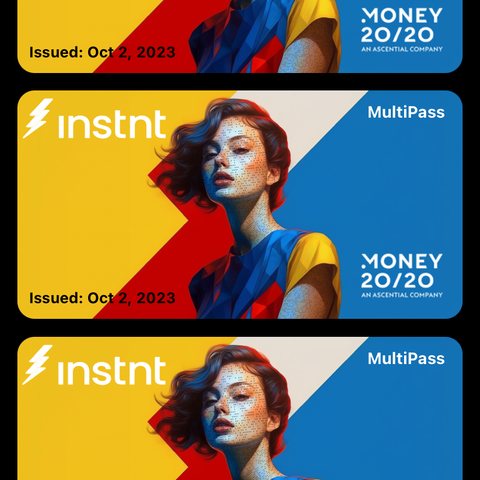 Issued: Oct 2, 2023
MONEY
20/20
AN ASCENTIAL COMPANY
instnt
MultiPass
Issued: Oct 2, 2023
MONEY
20/20
AN ASCENTIAL COMPANY
instnt
MultiPass